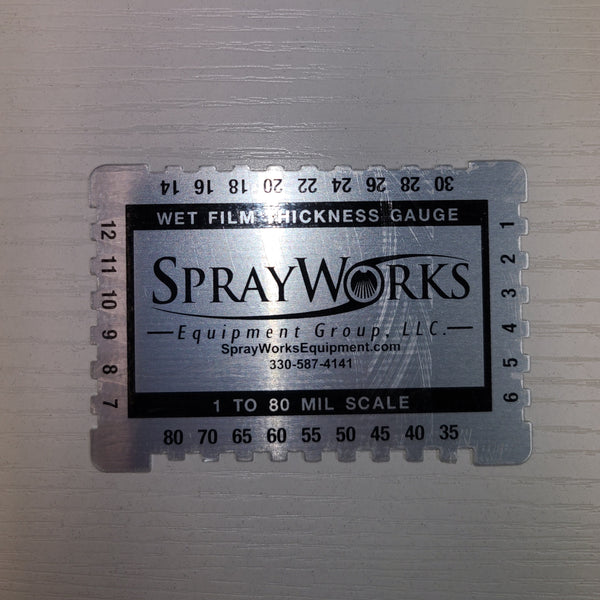 14 16 18 20 22 24 26 28 30
WET FILM THICKNESS GAUGE
12 11 10 9 8 7
1 2 3 4 5 6
SPRAYWORKS
Equipment Group, LLC.
SprayWorksEquipment.com
330-587-4141
1 TO 80 MIL SCALE
80 70 65 60 55 50 45 40 35